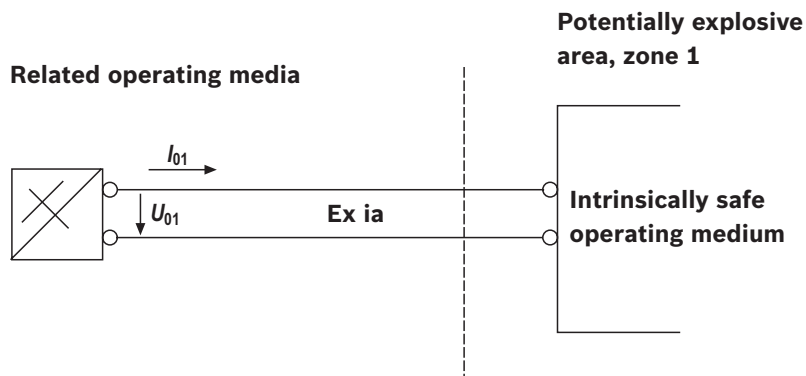 Potentially explosive
area, zone 1
Related operating media
I01
U01
Ex ia
Intrinsically safe
operating medium